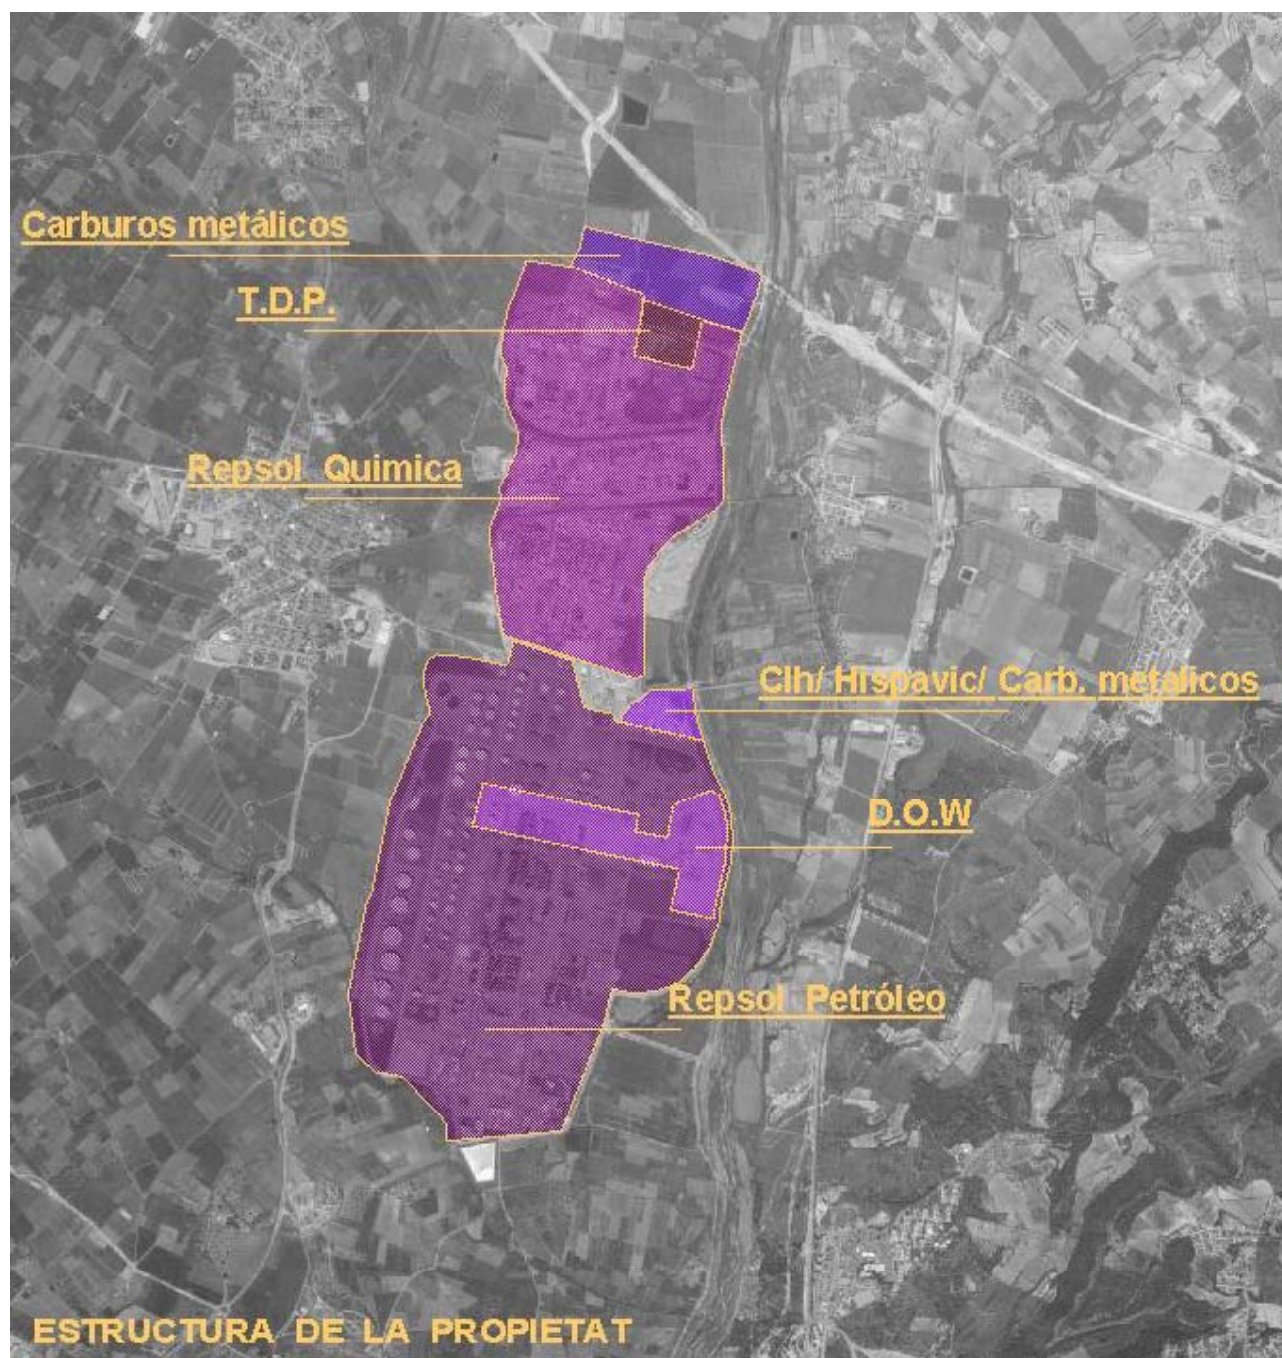 Carburos metálicos
T.D.P.
Repsol Quimica
Clh/ Hispavic/ Carb. metalicos
D.O.W
Repsol Petróleo
ESTRUCTURA DE LA PROPIETAT